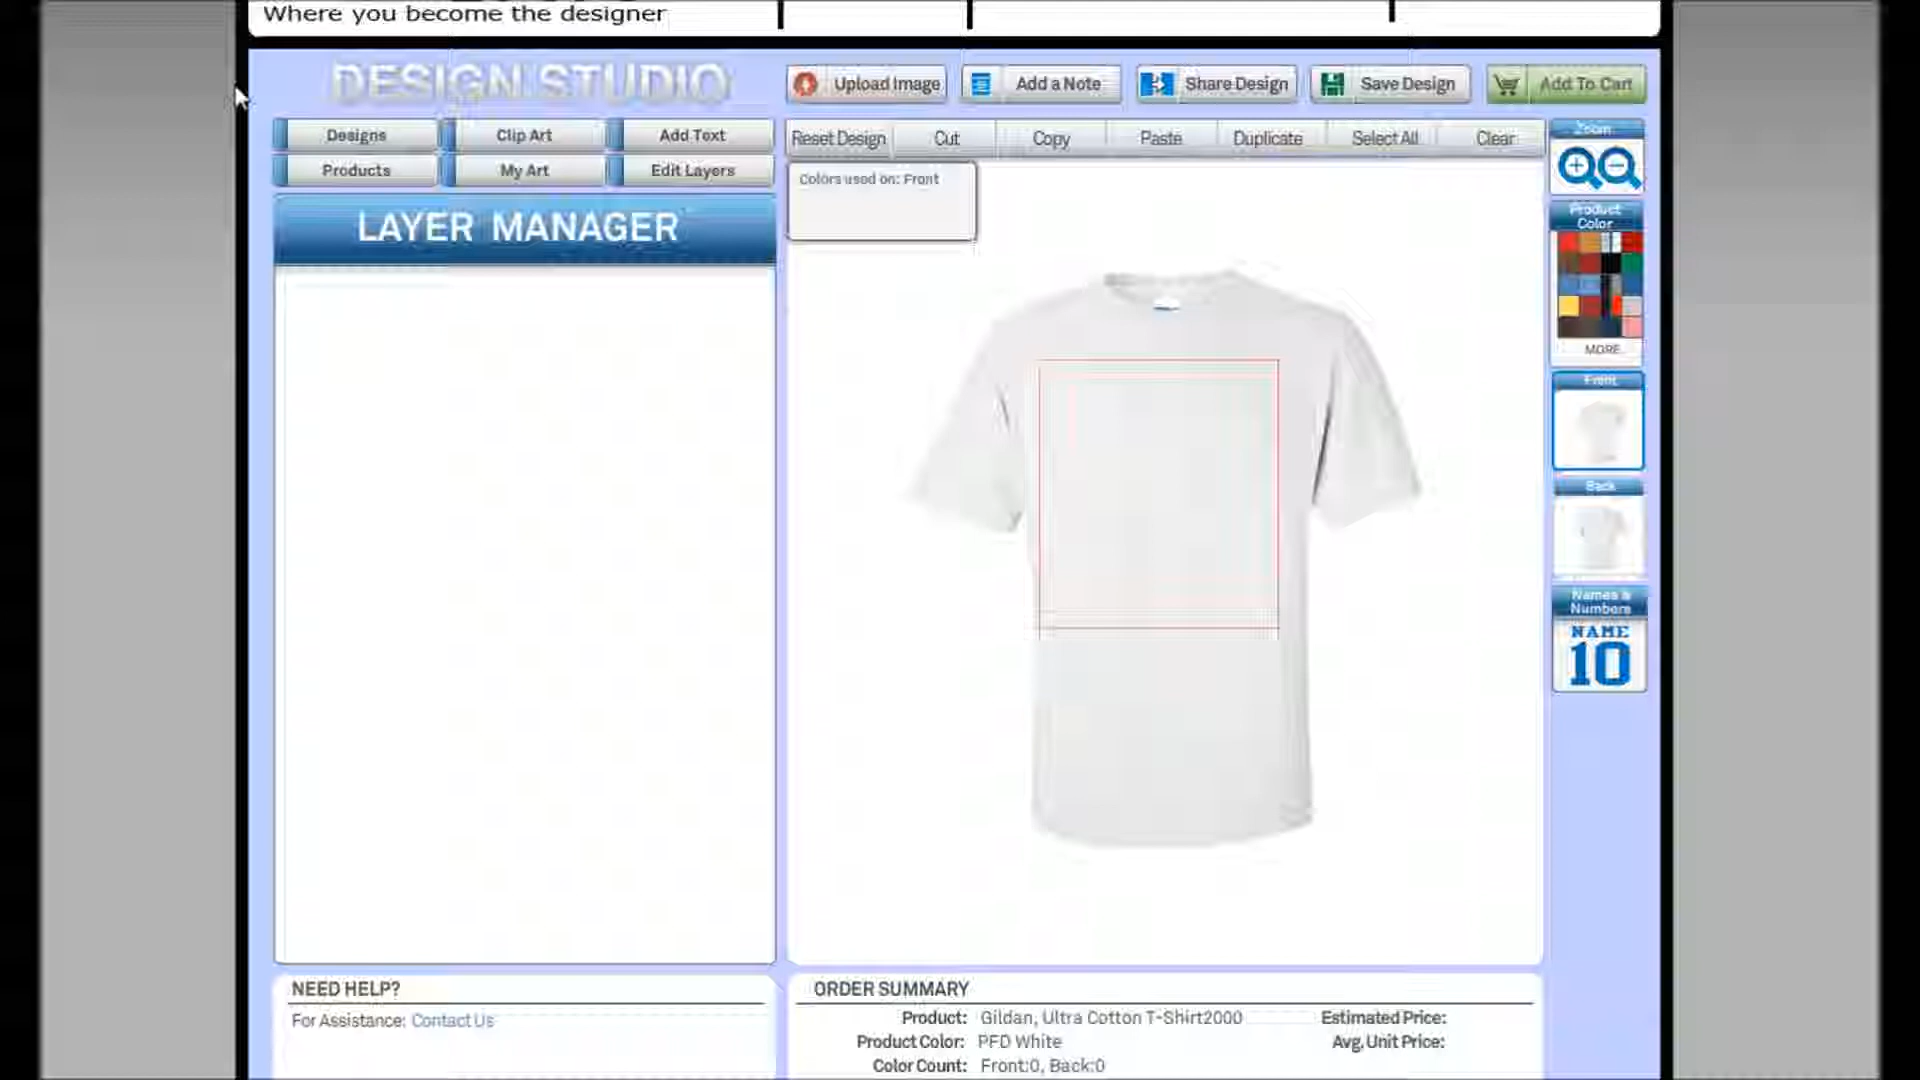 Where you become the designer
DESIGN STUDIO
Upload Image
Add a Note
Share Design
Save Design
Add To Cart
Designs
Clip Art
Add Text
Products
My Art
Edit Layers
Reset Design
Cut
Copy
Paste
Duplicate
Select All
Clear
Zoom
LAYER MANAGER
Colors used on: Front
Product
Color
MORE
Front
Back
Names &
Numbers
NAME
10
NEED HELP?
For Assistance: Contact Us
ORDER SUMMARY
Product: Gildan, Ultra Cotton T-Shirt2000
Estimated Price:
Product Color: PFD White
Avg. Unit Price:
Color Count: Front:0, Back:0